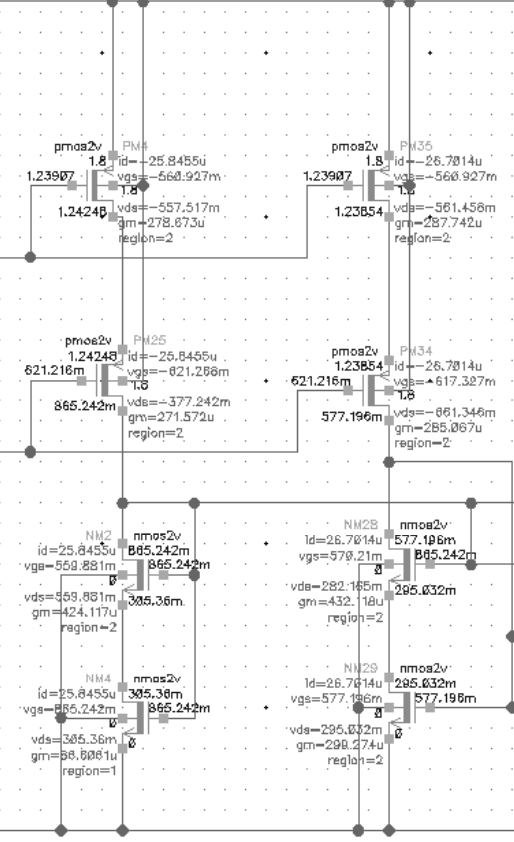 pmos2v PM4
1.8 id=-25.8455u
1.23907 vgs=-560.927m
1.8
vds=-557.517m
1.24248 gm=278.673u
region=2
pmos2v PM35
1.8 id=-26.7014u
1.23907 vgs=-560.927m
1.8
vds=-561.458m
1.23854 gm=287.742u
region=2
pmos2v PM25
1.24248 id=-25.8455u
621.216m vgs=-621.268m
1.8
vds=-377.242m
865.242m gm=271.572u
region=2
pmos2v PM34
1.23854 id=-26.7014u
621.216m vgs=-617.327m
1.8
vds=-661.346m
577.196m gm=285.067u
region=2
NM2 nmos2v
id=25.8455u 865.242m
vgs=559.881m 865.242m
0
vds=559.881m 305.36m
gm=424.117u
region=2
NM28 nmos2v
id=26.7014u 577.196m
vgs=570.21m 865.242m
0
vds=282.165m 295.032m
gm=432.118u
region=2
NM4 nmos2v
id=25.8455u 305.36m
vgs=865.242m 865.242m
0
vds=305.36m 0
gm=86.6061u
region=1
NM29 nmos2v
id=26.7014u 295.032m
vgs=577.196m 577.196m
0
vds=295.032m 0
gm=299.274u
region=2